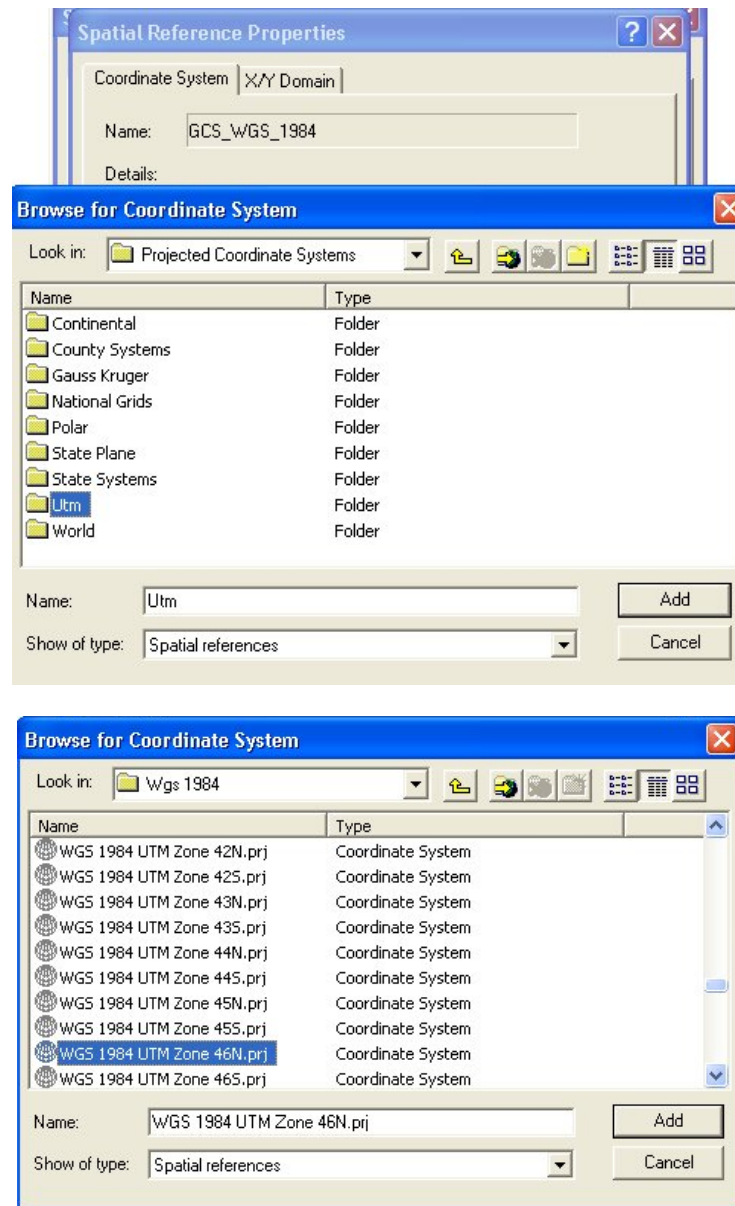 Spatial Reference Properties
Coordinate System X/Y Domain
Name: GCS_WGS_1984
Details:
Browse for Coordinate System
Look in: Projected Coordinate Systems
Name Type
Continental Folder
County Systems Folder
Gauss Kruger Folder
National Grids Folder
Polar Folder
State Plane Folder
State Systems Folder
Utm Folder
World Folder
Name: Utm Add
Show of type: Spatial references Cancel
Browse for Coordinate System
Look in: Wgs 1984
Name Type
WGS 1984 UTM Zone 42N.prj Coordinate System
WGS 1984 UTM Zone 42S.prj Coordinate System
WGS 1984 UTM Zone 43N.prj Coordinate System
WGS 1984 UTM Zone 43S.prj Coordinate System
WGS 1984 UTM Zone 44N.prj Coordinate System
WGS 1984 UTM Zone 44S.prj Coordinate System
WGS 1984 UTM Zone 45N.prj Coordinate System
WGS 1984 UTM Zone 45S.prj Coordinate System
WGS 1984 UTM Zone 46N.prj Coordinate System
WGS 1984 UTM Zone 46S.prj Coordinate System
Name: WGS 1984 UTM Zone 46N.prj Add
Show of type: Spatial references Cancel